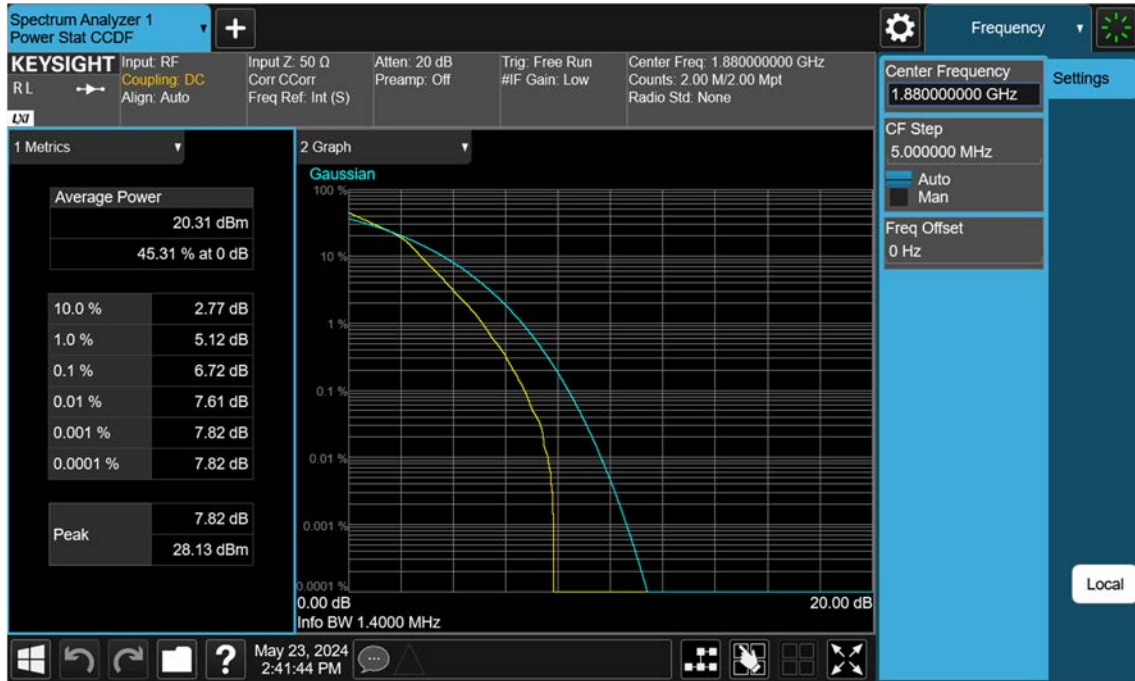 Spectrum Analyzer 1
Power Stat CCDF
Frequency
KEYSIGHT
R L
LXI
Input: RF
Coupling: DC
Align: Auto
Input Z: 50 Ω
Corr CCorr
Freq Ref: Int (S)
Atten: 20 dB
Preamp: Off
Trig: Free Run
#IF Gain: Low
Center Freq: 1.880000000 GHz
Counts: 2.00 M/2.00 Mpt
Radio Std: None
Center Frequency
1.880000000 GHz
Settings
CF Step
5.000000 MHz
Auto
Man
Freq Offset
0 Hz
1 Metrics
Average Power
20.31 dBm
45.31 % at 0 dB
10.0 % 2.77 dB
1.0 % 5.12 dB
0.1 % 6.72 dB
0.01 % 7.61 dB
0.001 % 7.82 dB
0.0001 % 7.82 dB
Peak
7.82 dB
28.13 dBm
2 Graph
Gaussian
100 %
10 %
1 %
0.1 %
0.01 %
0.001 %
0.0001 %
0.00 dB 20.00 dB
Info BW 1.4000 MHz
Local
?
May 23, 2024
2:41:44 PM